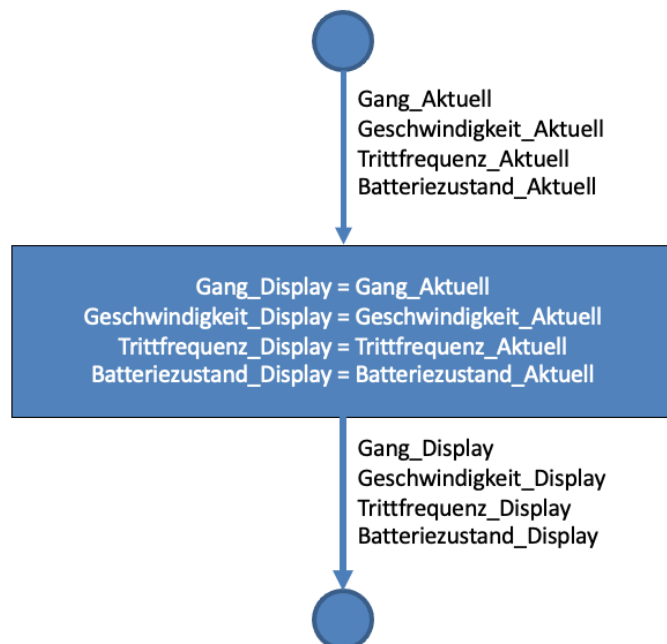 Gang_Aktuell
Geschwindigkeit_Aktuell
Trittfrequenz_Aktuell
Batteriezustand_Aktuell
Gang_Display = Gang_Aktuell
Geschwindigkeit_Display = Geschwindigkeit_Aktuell
Trittfrequenz_Display = Trittfrequenz_Aktuell
Batteriezustand_Display = Batteriezustand_Aktuell
Gang_Display
Geschwindigkeit_Display
Trittfrequenz_Display
Batteriezustand_Display